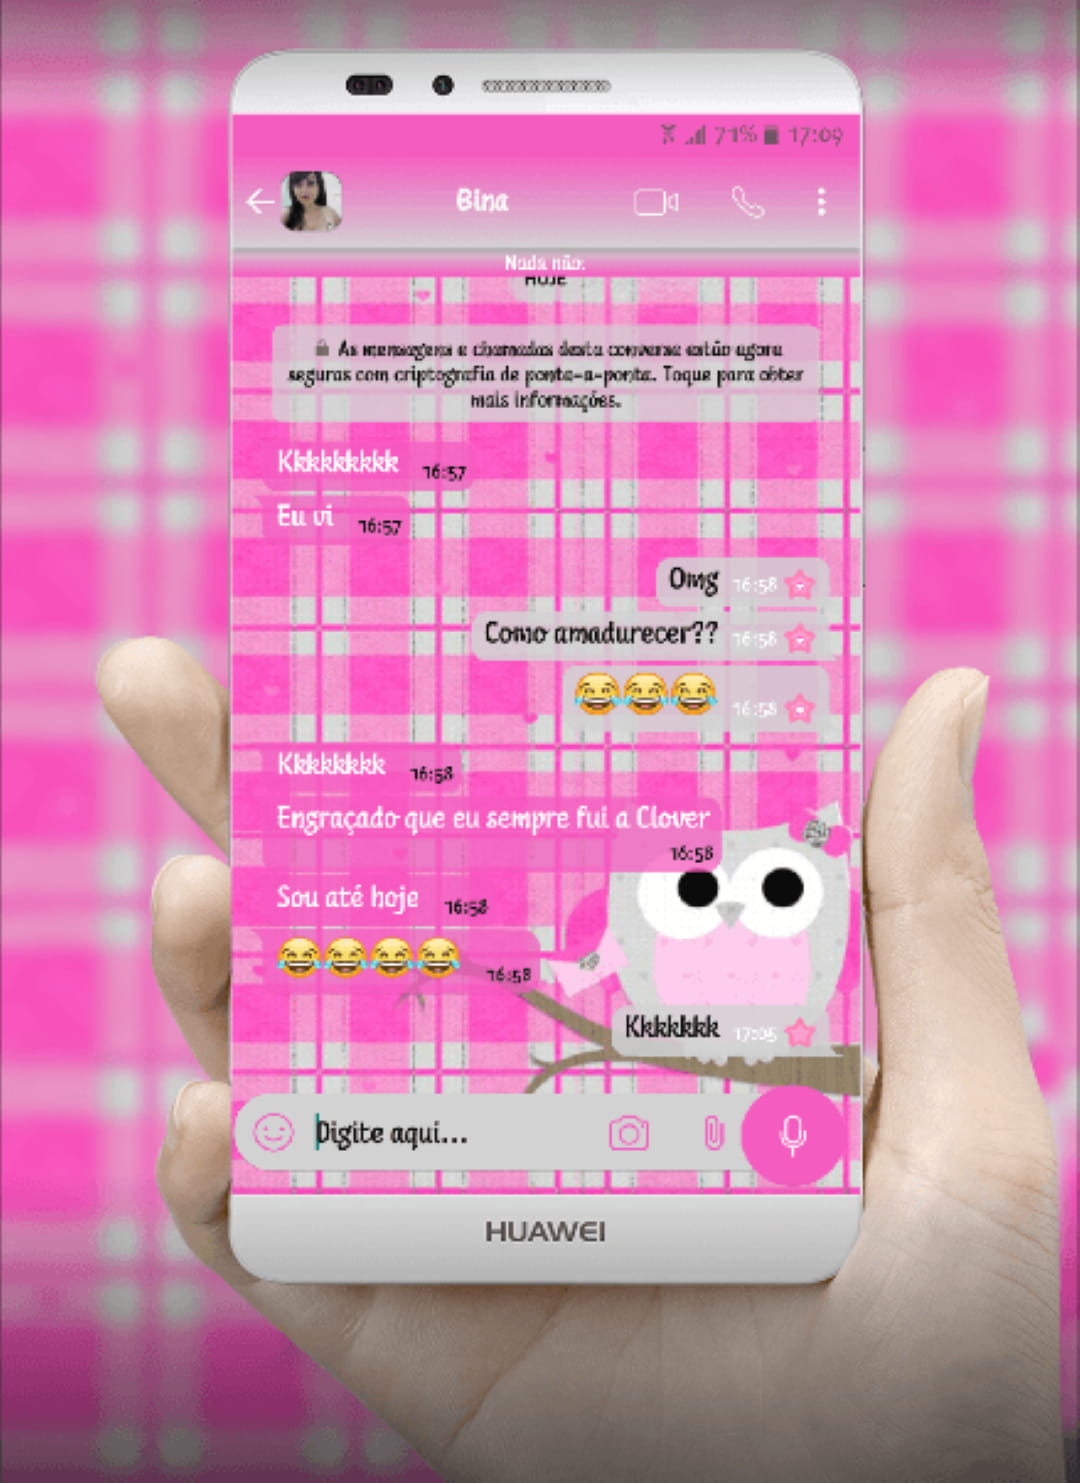 71% 17:09
Bina
Nada não.
HOJE
As mensagens e chamadas desta conversa estão agora
seguras com criptografia de ponta-a-ponta. Toque para obter
mais informações.
Kkkkkkkkk 16:57
Eu vi 16:57
Omg 16:58
Como amadurecer?? 16:58
😂😂😂 16:58
Kkkkkkkk 16:58
Engraçado que eu sempre fui a Clover
16:58
Sou até hoje 16:58
😂😂😂😂 16:58
Kkkkkkk 17:05
Digite aqui...
HUAWEI